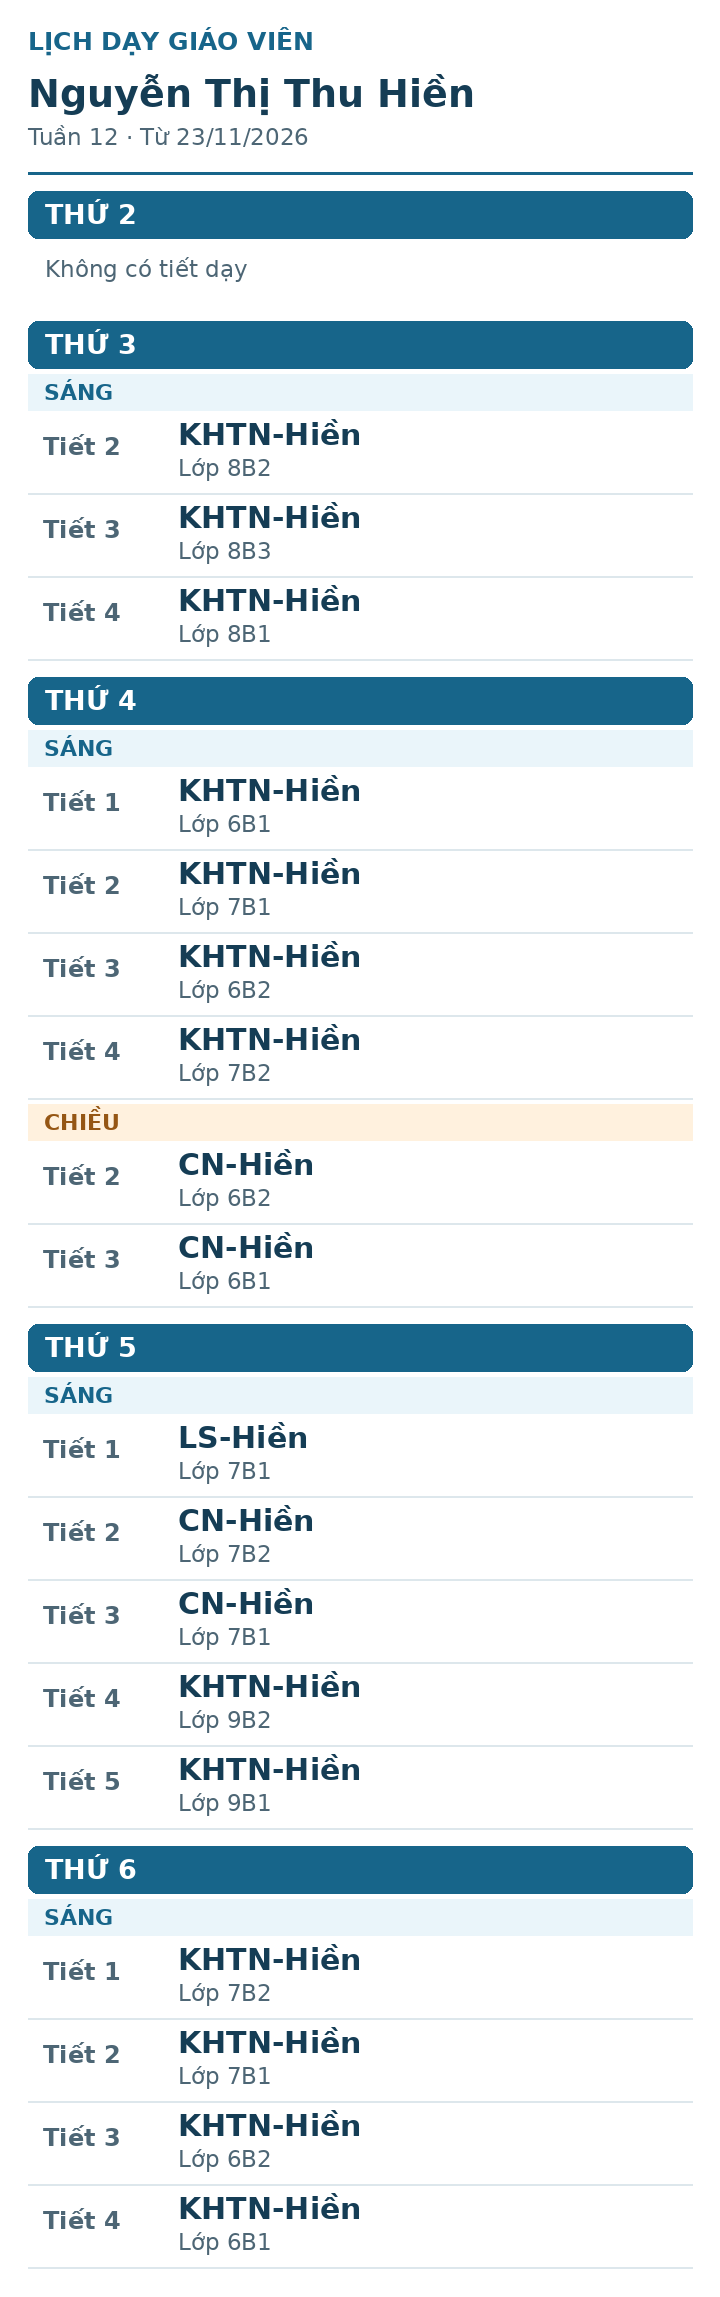 LỊCH DẠY GIÁO VIÊN
Nguyễn Thị Thu Hiền
Tuần 12 · Từ 23/11/2026
THỨ 2
Không có tiết dạy
THỨ 3
SÁNG
Tiết 2 KHTN-Hiền
Lớp 8B2
Tiết 3 KHTN-Hiền
Lớp 8B3
Tiết 4 KHTN-Hiền
Lớp 8B1
THỨ 4
SÁNG
Tiết 1 KHTN-Hiền
Lớp 6B1
Tiết 2 KHTN-Hiền
Lớp 7B1
Tiết 3 KHTN-Hiền
Lớp 6B2
Tiết 4 KHTN-Hiền
Lớp 7B2
CHIỀU
Tiết 2 CN-Hiền
Lớp 6B2
Tiết 3 CN-Hiền
Lớp 6B1
THỨ 5
SÁNG
Tiết 1 LS-Hiền
Lớp 7B1
Tiết 2 CN-Hiền
Lớp 7B2
Tiết 3 CN-Hiền
Lớp 7B1
Tiết 4 KHTN-Hiền
Lớp 9B2
Tiết 5 KHTN-Hiền
Lớp 9B1
THỨ 6
SÁNG
Tiết 1 KHTN-Hiền
Lớp 7B2
Tiết 2 KHTN-Hiền
Lớp 7B1
Tiết 3 KHTN-Hiền
Lớp 6B2
Tiết 4 KHTN-Hiền
Lớp 6B1